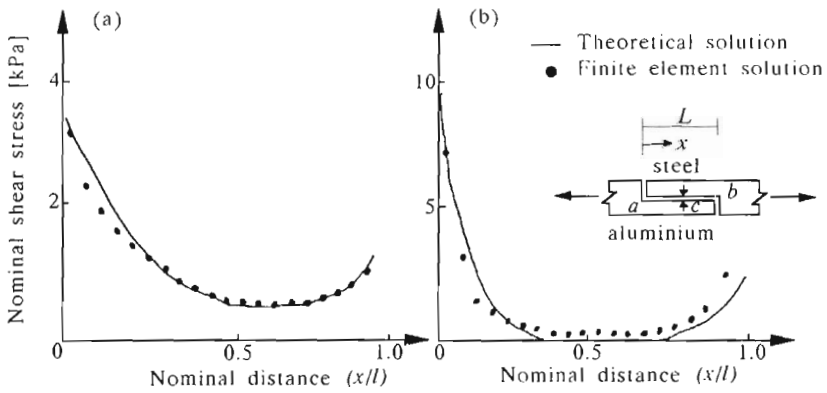 (a)
(b)
Theoretical solution
Finite element solution
Nominal shear stress [kPa]
4
2
0
0.5
1.0
Nominal distance (x/l)
10
5
0
0.5
1.0
Nominal distance (x/l)
L
x
steel
a
b
c
aluminium